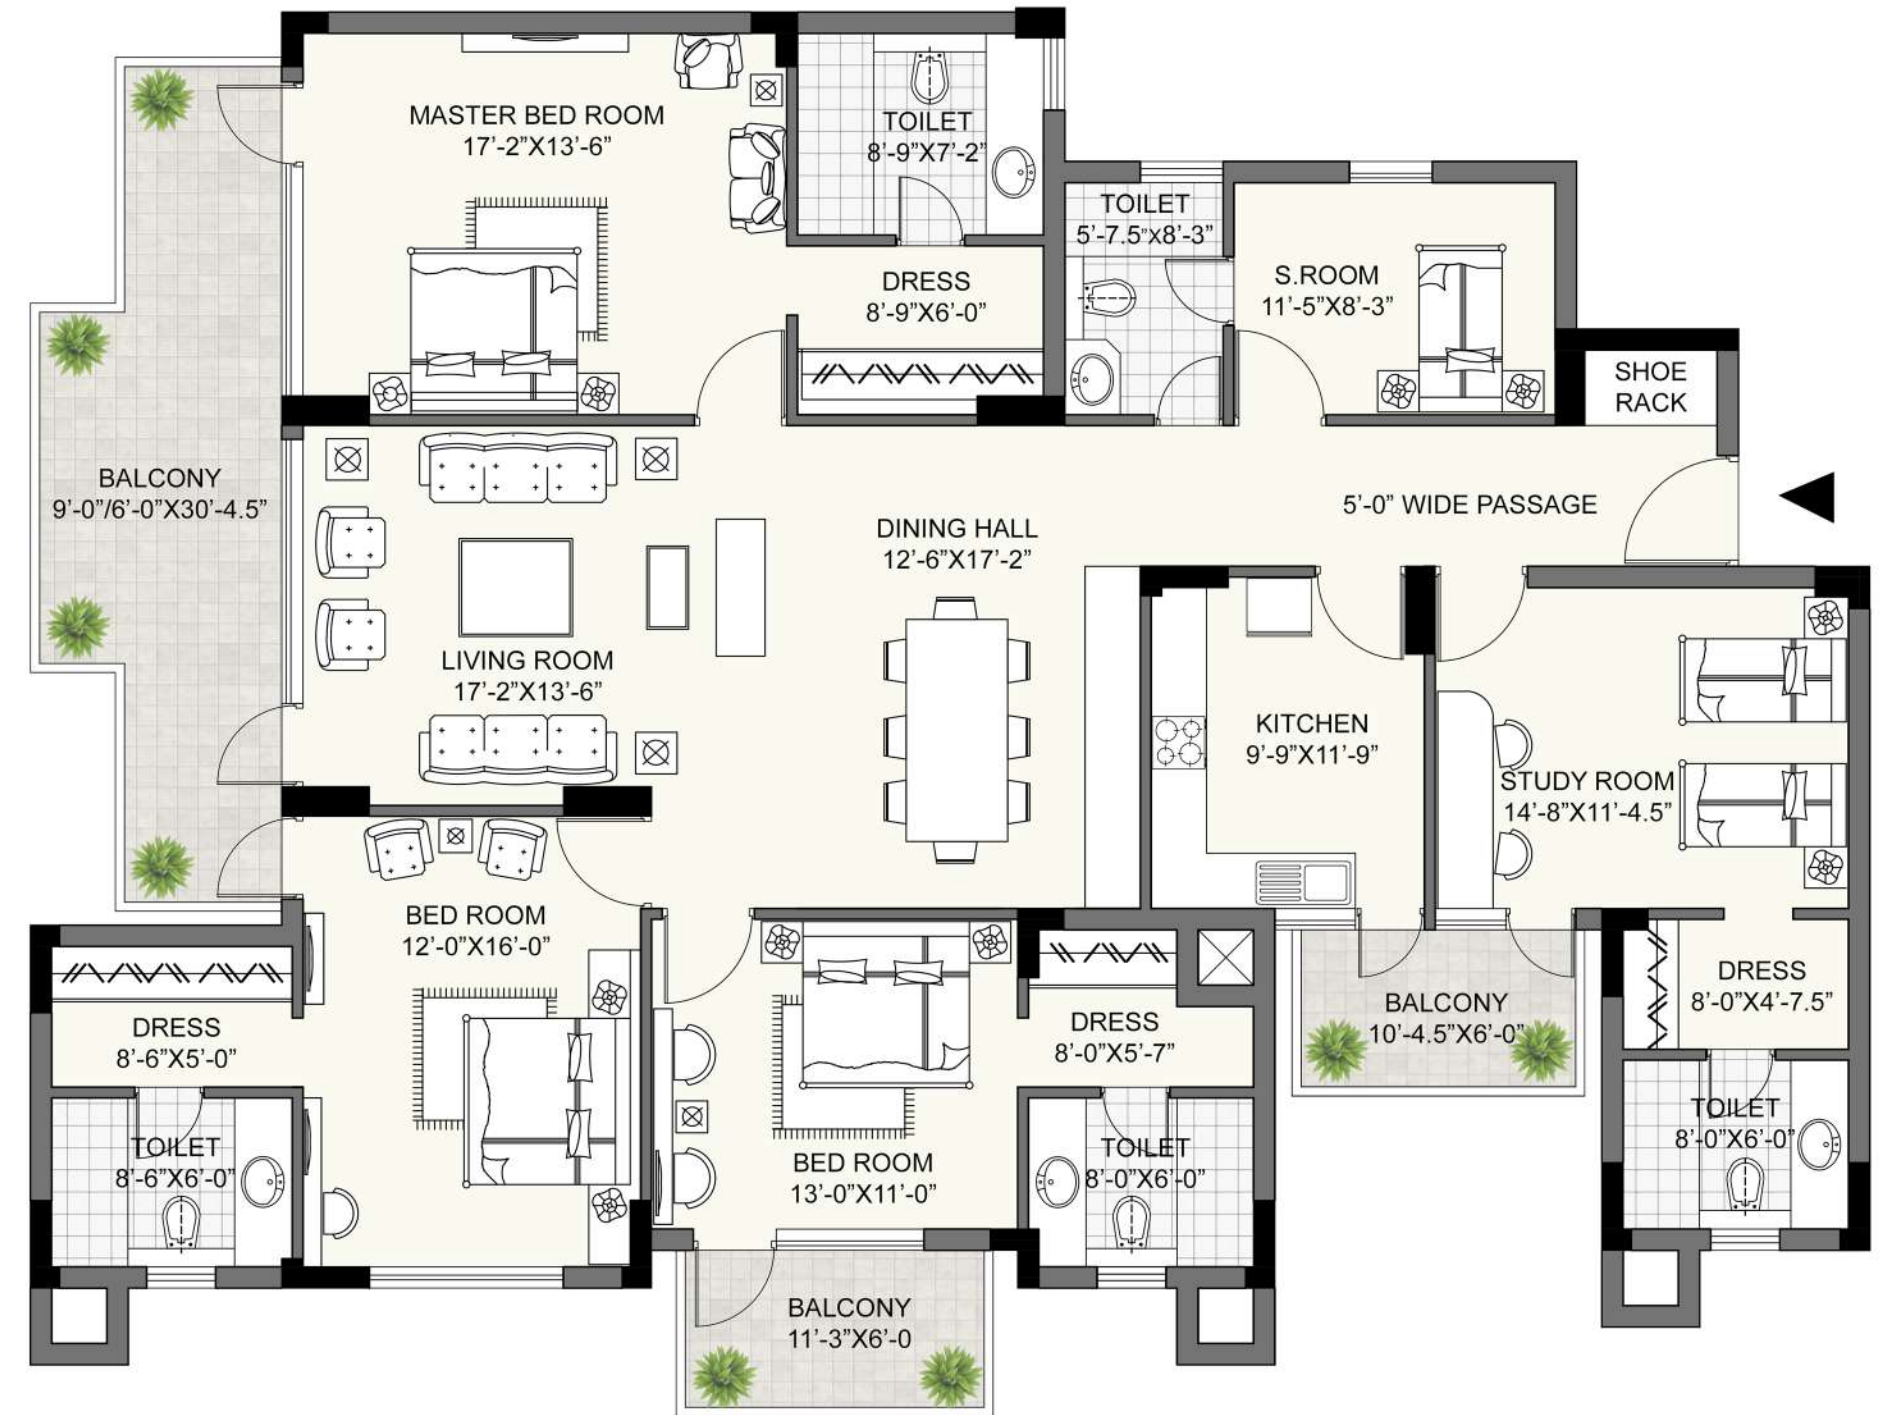 MASTER BED ROOM
17'-2”X13’-6”
TOILET
8’-9”X7’-2”
TOILET
5’-7.5”X8’-3”
DRESS
8’-9”X6’-0”
S.ROOM
11’-5”X8’-3”
SHOE
RACK
BALCONY
9’-0”/6’-0”X30’-4.5”
5’-0” WIDE PASSAGE
DINING HALL
12’-6”X17’-2”
LIVING ROOM
17’-2”X13’-6”
KITCHEN
9’-9”X11’-9”
STUDY ROOM
14’-8”X11’-4.5”
BED ROOM
12’-0”X16’-0”
DRESS
8’-0”X4’-7.5”
BALCONY
10’-4.5”X6’-0”
DRESS
8’-6”X5’-0”
DRESS
8’-0”X5’-7”
TOILET
8’-0”X6’-0”
TOILET
8’-6”X6’-0”
BED ROOM
13’-0”X11’-0”
TOILET
8’-0”X6’-0”
BALCONY
11’-3”X6’-0